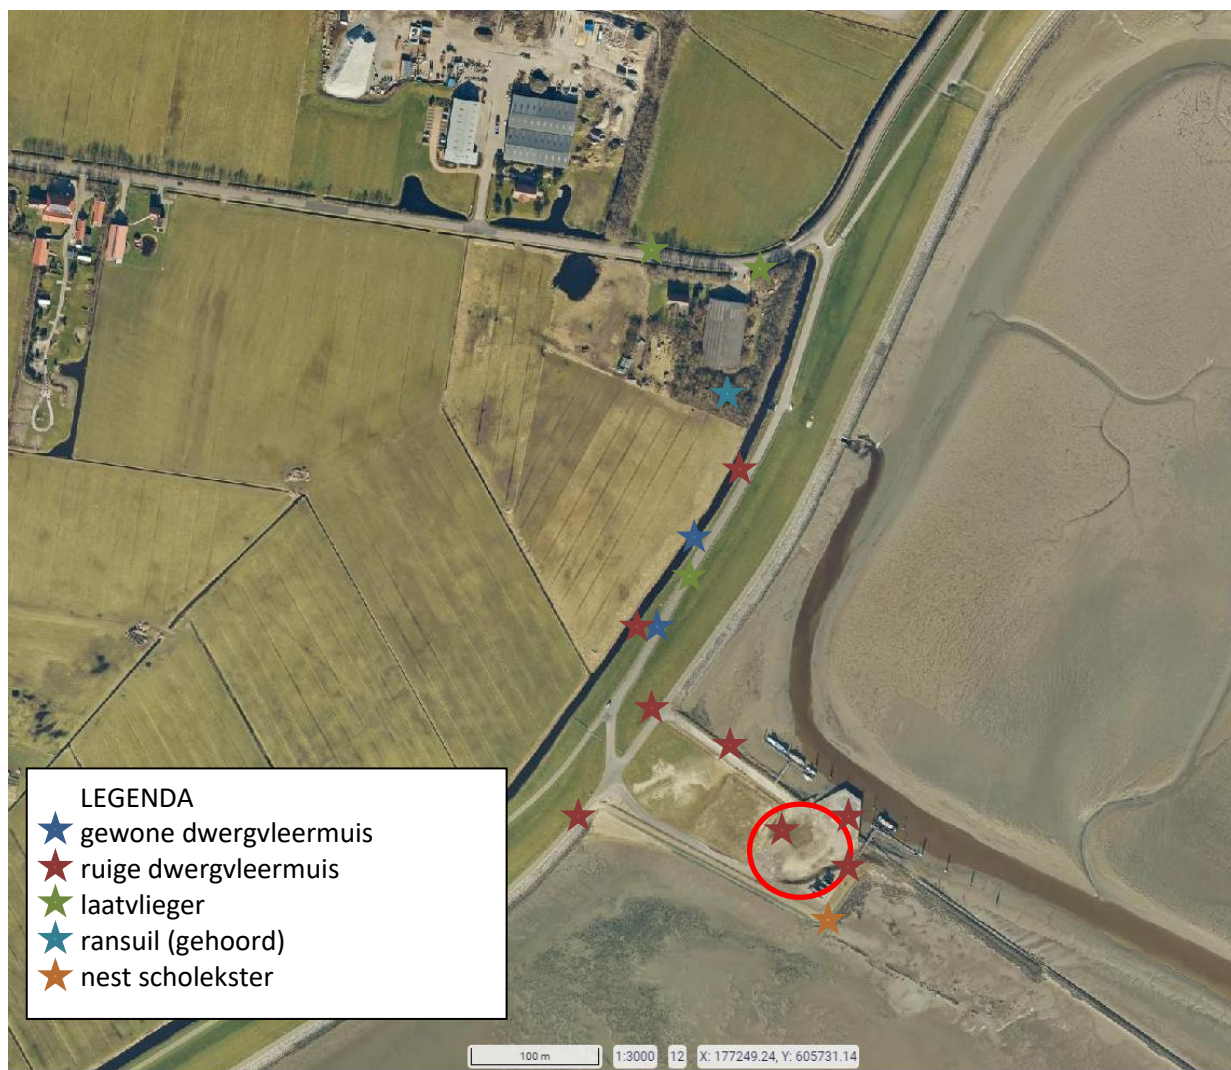 LEGENDA
gewone dwergvleermuis
ruige dwergvleermuis
laatvlieger
ransuil (gehoord)
nest scholekster
100 m 1:3000 12 X: 177249.24, Y: 605731.14